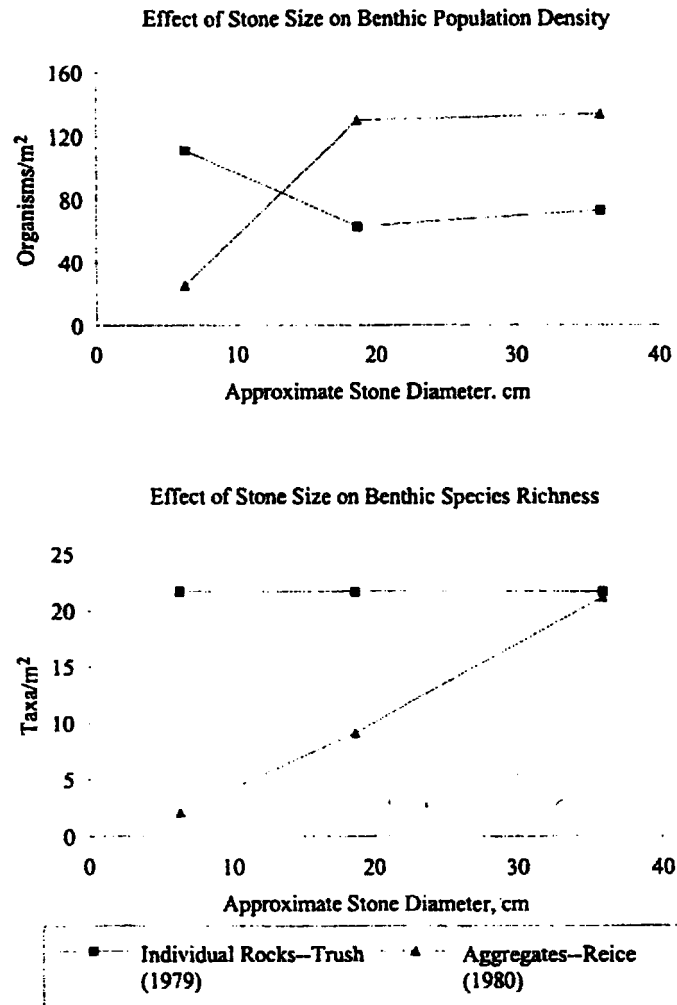 Effect of Stone Size on Benthic Population Density
160
120
80
40
0
Organisms/m²
0 10 20 30 40
Approximate Stone Diameter. cm
Effect of Stone Size on Benthic Species Richness
25
20
15
10
5
0
Taxa/m²
0 10 20 30 40
Approximate Stone Diameter, cm
Individual Rocks--Trush Aggregates--Reice
(1979) (1980)